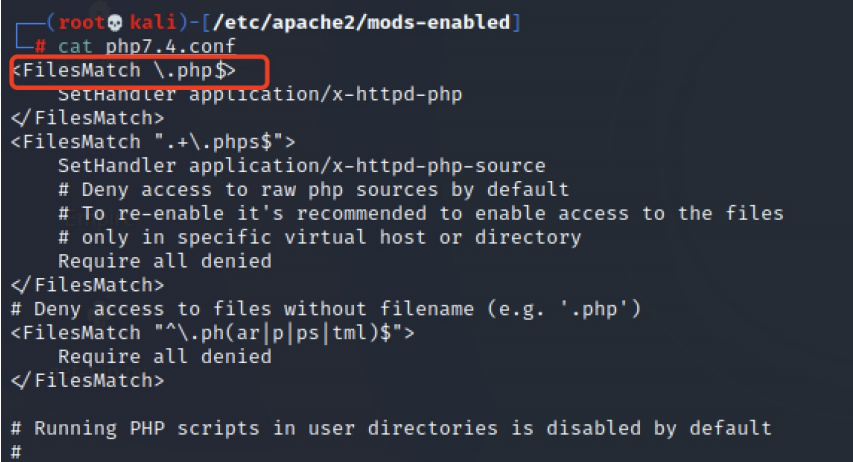 ┌──(root💀kali)-[/etc/apache2/mods-enabled]
└─# cat php7.4.conf
<FilesMatch \.php$>
    SetHandler application/x-httpd-php
</FilesMatch>
<FilesMatch ".+\.phps$">
    SetHandler application/x-httpd-php-source
    # Deny access to raw php sources by default
    # To re-enable it's recommended to enable access to the files
    # only in specific virtual host or directory
    Require all denied
</FilesMatch>
# Deny access to files without filename (e.g. '.php')
<FilesMatch "^\.ph(ar|p|ps|tml)$">
    Require all denied
</FilesMatch>

# Running PHP scripts in user directories is disabled by default
#